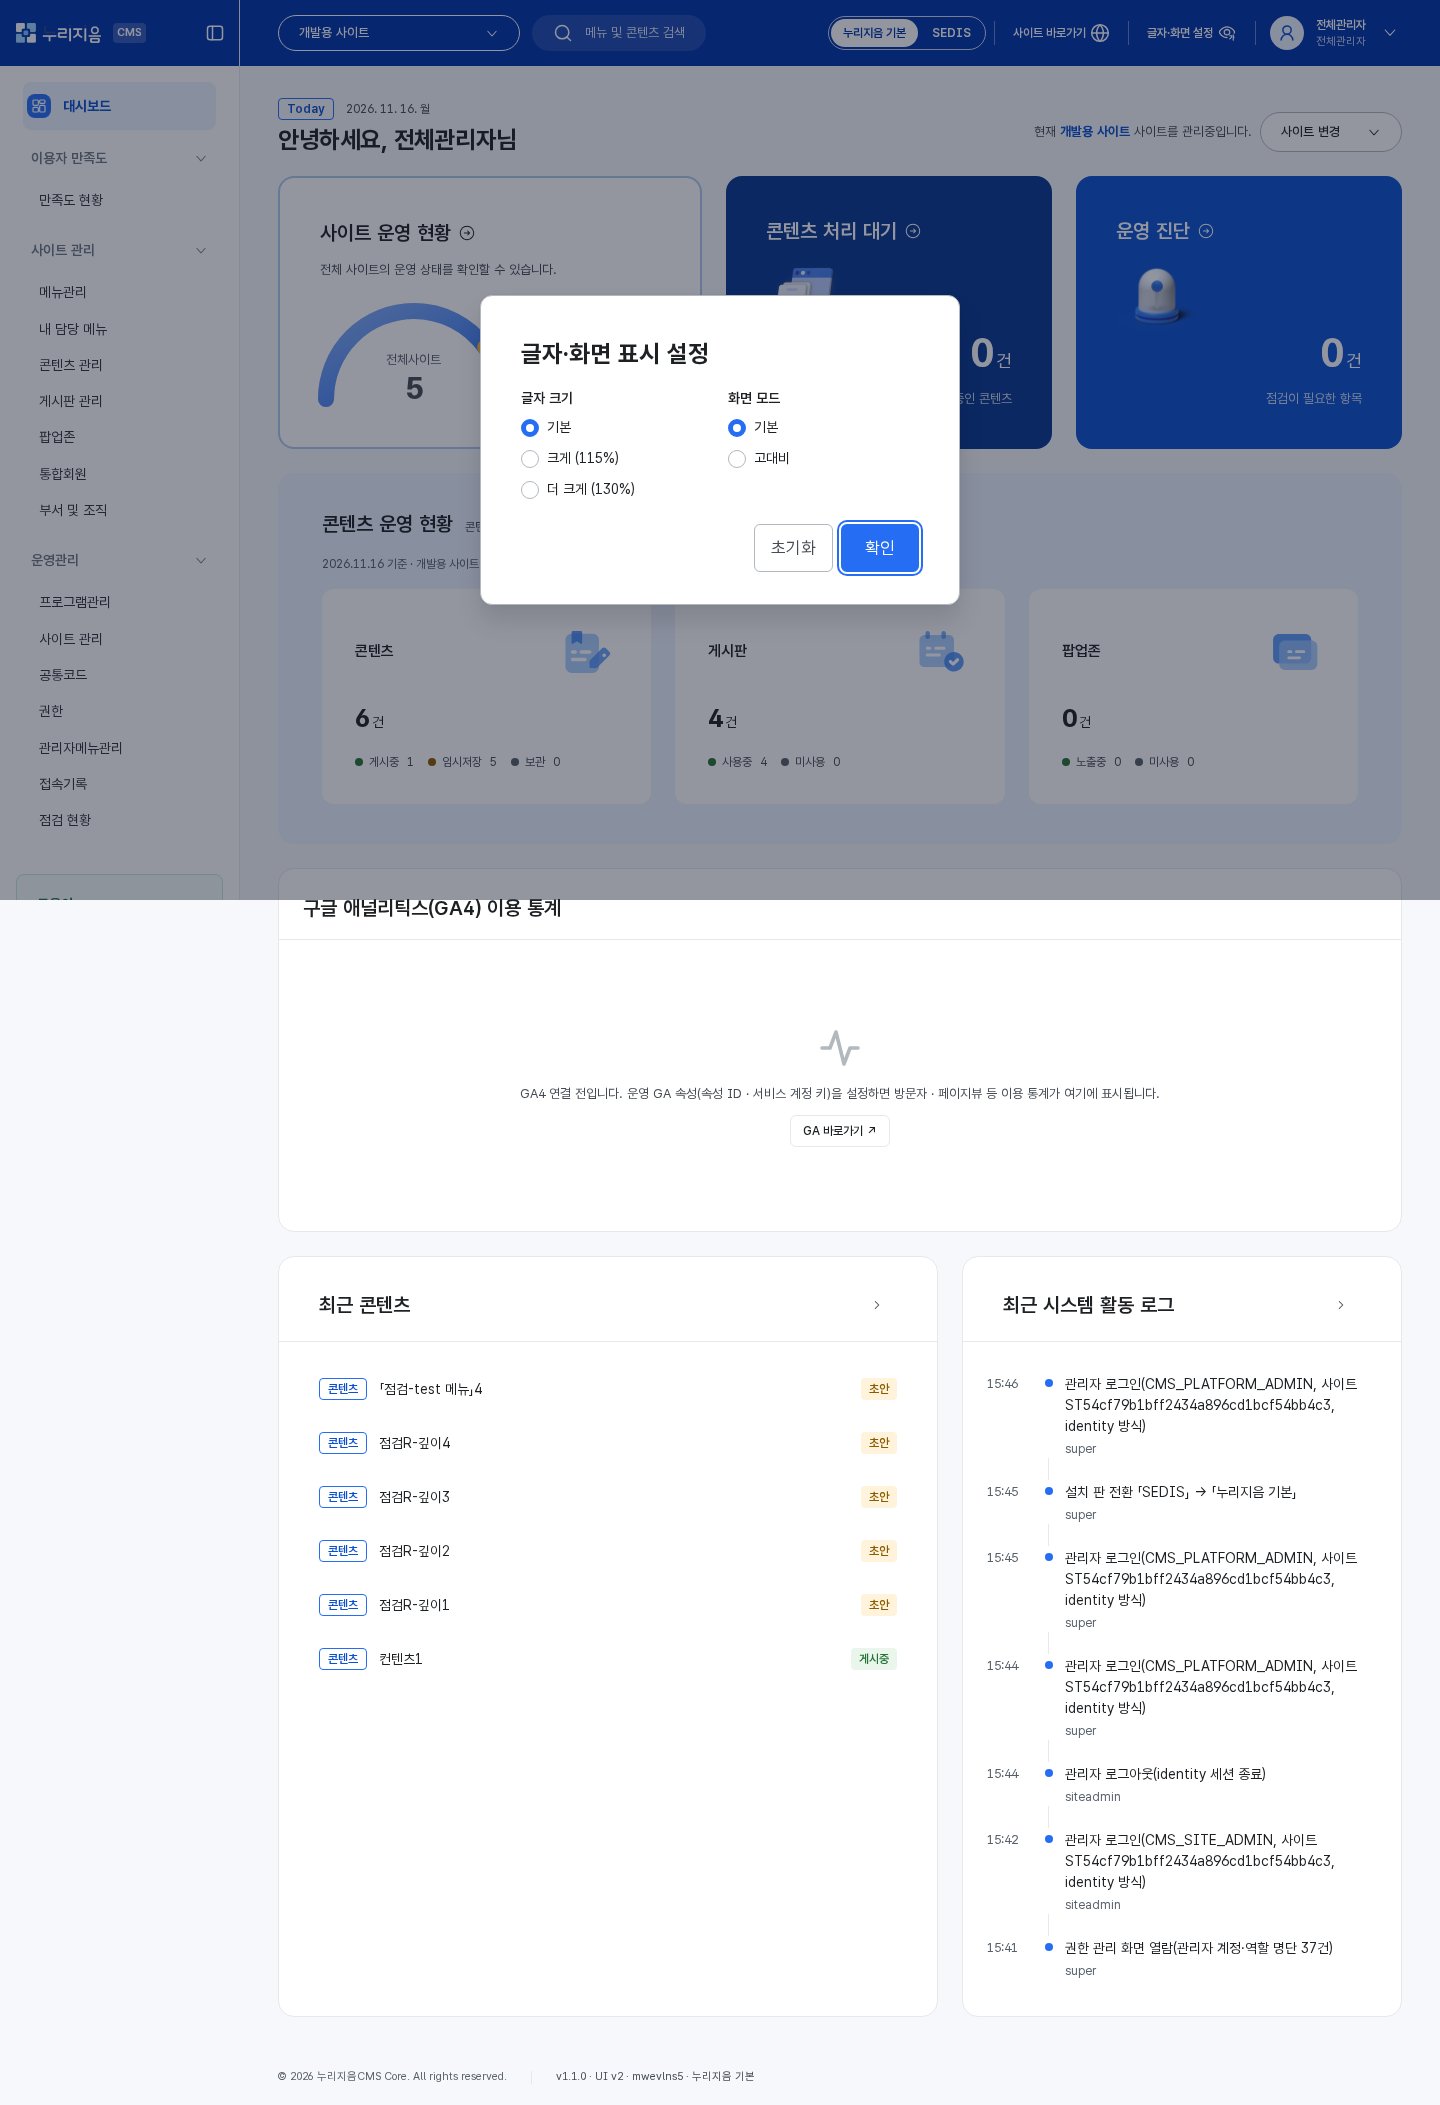 누리지음 CMS
개발용 사이트
메뉴 및 콘텐츠 검색
누리지음 기본
SEDIS
사이트 바로가기
글자·화면 설정
전체관리자
전체관리자
대시보드
이용자 만족도
만족도 현황
사이트 관리
메뉴관리
내 담당 메뉴
콘텐츠 관리
게시판 관리
팝업존
통합회원
부서 및 조직
운영관리
프로그램관리
사이트 관리
공통코드
권한
관리자메뉴관리
접속기록
점검 현황
Today 2026. 11. 16. 월
안녕하세요, 전체관리자님
현재 개발용 사이트 사이트를 관리중입니다.
사이트 변경
사이트 운영 현황
전체 사이트의 운영 상태를 확인할 수 있습니다.
전체사이트
5
콘텐츠 처리 대기
0건
콘텐츠
운영 진단
0건
점검이 필요한 항목
글자·화면 표시 설정
글자 크기
기본
크게 (115%)
더 크게 (130%)
화면 모드
기본
고대비
초기화
확인
콘텐츠 운영 현황
2026.11.16 기준 · 개발용 사이트
콘텐츠
6건
게시중 1 임시저장 5 보관 0
게시판
4건
사용중 4 미사용 0
팝업존
0건
노출중 0 미사용 0
구글 애널리틱스(GA4) 이용 통계
GA4 연결 전입니다. 운영 GA 속성(속성 ID · 서비스 계정 키)을 설정하면 방문자 · 페이지뷰 등 이용 통계가 여기에 표시됩니다.
GA 바로가기 ↗
최근 콘텐츠
콘텐츠 「점검-test 메뉴」4 초안
콘텐츠 점검R-깊이4 초안
콘텐츠 점검R-깊이3 초안
콘텐츠 점검R-깊이2 초안
콘텐츠 점검R-깊이1 초안
콘텐츠 컨텐츠1 게시중
최근 시스템 활동 로그
15:46 관리자 로그인(CMS_PLATFORM_ADMIN, 사이트
ST54cf79b1bff2434a896cd1bcf54bb4c3,
identity 방식)
super
15:45 설치 판 전환 「SEDIS」 → 「누리지음 기본」
super
15:45 관리자 로그인(CMS_PLATFORM_ADMIN, 사이트
ST54cf79b1bff2434a896cd1bcf54bb4c3,
identity 방식)
super
15:44 관리자 로그인(CMS_PLATFORM_ADMIN, 사이트
ST54cf79b1bff2434a896cd1bcf54bb4c3,
identity 방식)
super
15:44 관리자 로그아웃(identity 세션 종료)
siteadmin
15:42 관리자 로그인(CMS_SITE_ADMIN, 사이트
ST54cf79b1bff2434a896cd1bcf54bb4c3,
identity 방식)
siteadmin
15:41 권한 관리 화면 열람(관리자 계정·역할 명단 37건)
super
© 2026 누리지음CMS Core. All rights reserved.
v1.1.0 · UI v2 · mwevlns5 · 누리지음 기본